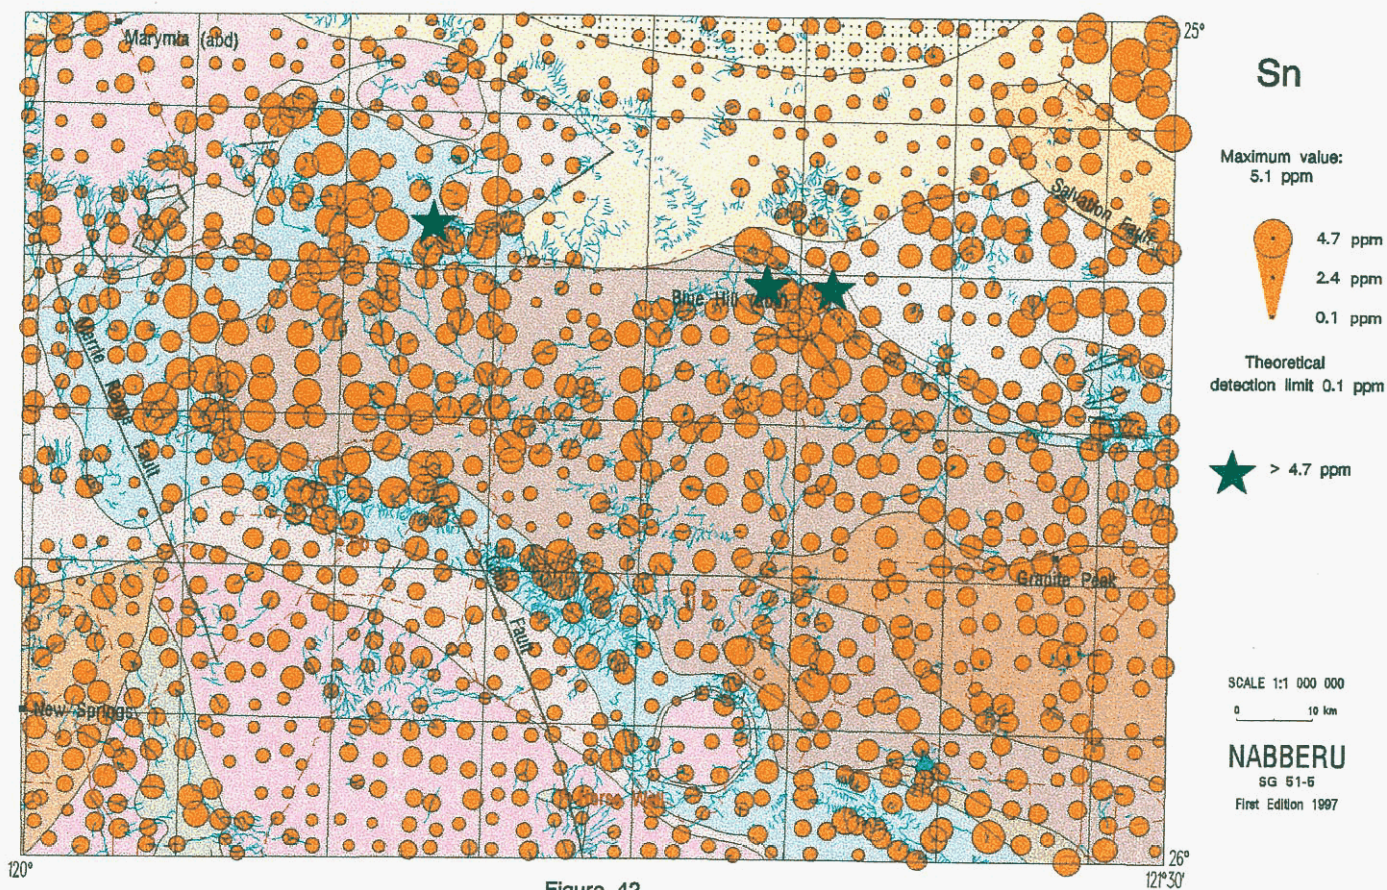 Marymia (abd)
25°
Sn
Maximum value:
5.1 ppm
4.7 ppm
2.4 ppm
0.1 ppm
Theoretical
detection limit 0.1 ppm
> 4.7 ppm
Salvation Fault
Blue Hill
Merrie Range Fault
Granite Peak
Fault
New Springs
SCALE 1:1 000 000
0 10 km
NABBERU
SG 51-5
First Edition 1997
120°
26°
121°30'
Figure 42